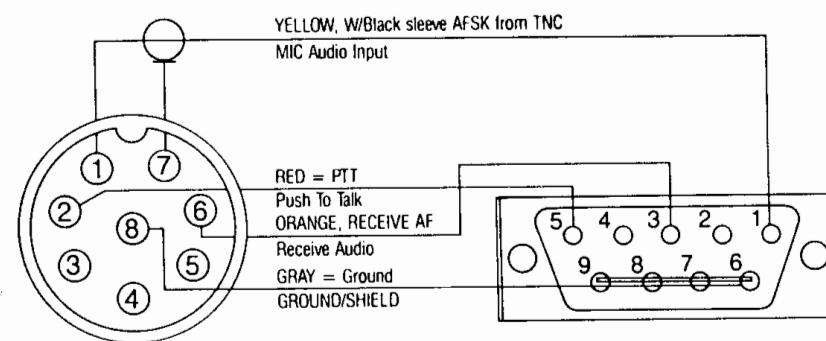 YELLOW, W/Black sleeve AFSK from TNC
MIC Audio Input
1
7
RED = PTT
Push To Talk
2
6
ORANGE, RECEIVE AF
8
Receive Audio
3
5
GRAY = Ground
4
GROUND/SHIELD
5 4 3 2 1
9 8 7 6